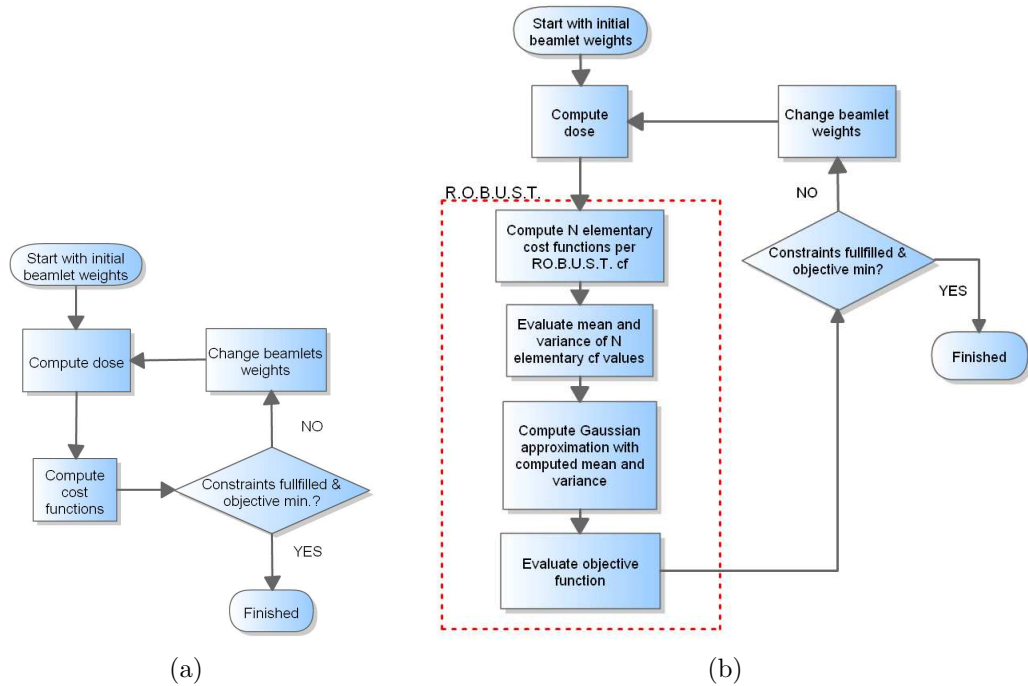 Start with initial
beamlet weights
Compute dose
Change beamlets
weights
NO
Compute
cost
functions
Constraints fullfilled &
objective min.?
YES
Finished
(a)
Start with initial
beamlet weights
Compute
dose
Change beamlet
weights
NO
R.O.B.U.S.T.
Compute N elementary
cost functions per
RO.B.U.S.T. cf
Constraints fullfilled &
objective min?
YES
Finished
Evaluate mean and
variance of N
elementary cf values
Compute Gaussian
approximation with
computed mean and
variance
Evaluate objective
function
(b)